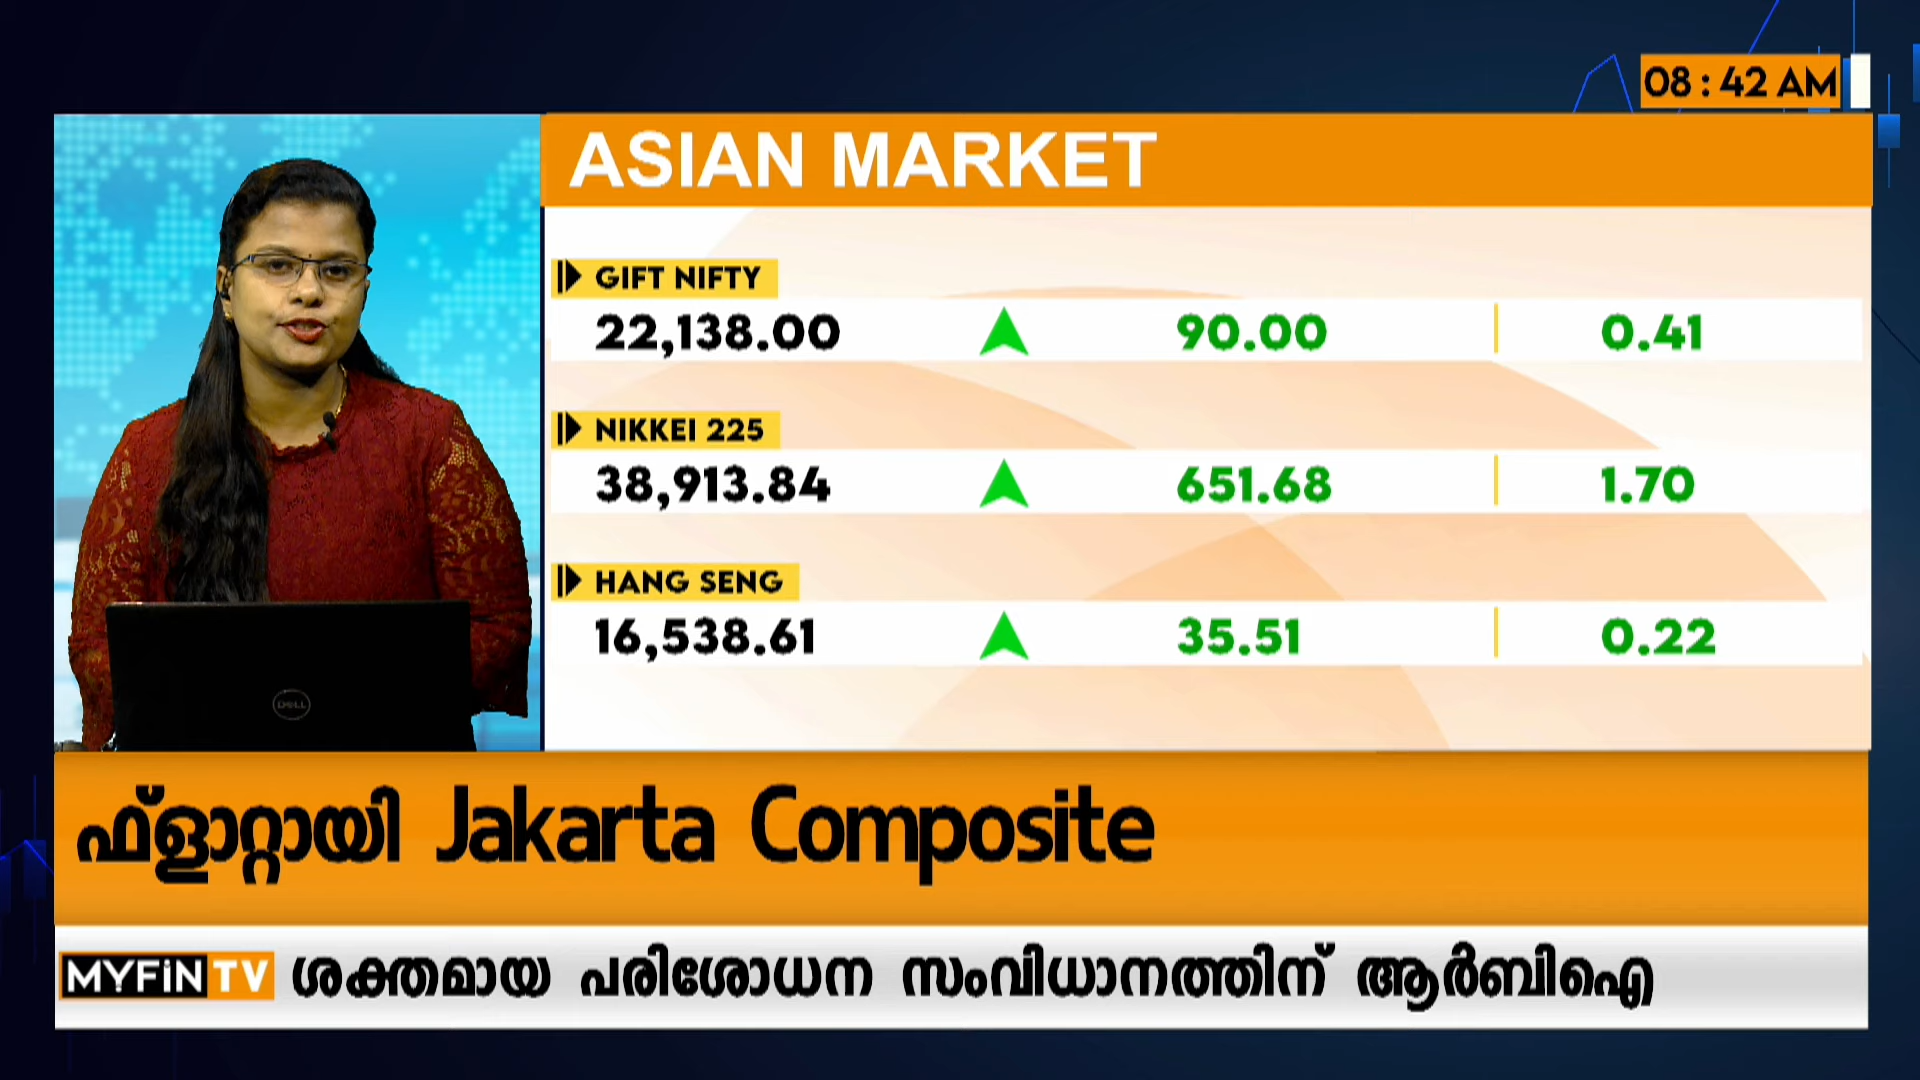 08 : 42 AM
ASIAN MARKET
GIFT NIFTY
22,138.00 90.00 0.41
NIKKEI 225
38,913.84 651.68 1.70
HANG SENG
16,538.61 35.51 0.22
DELL
ഫ്ളാറ്റായി Jakarta Composite
MYFiN TV ശക്തമായ പരിശോധന സംവിധാനത്തിന് ആർബിഐ